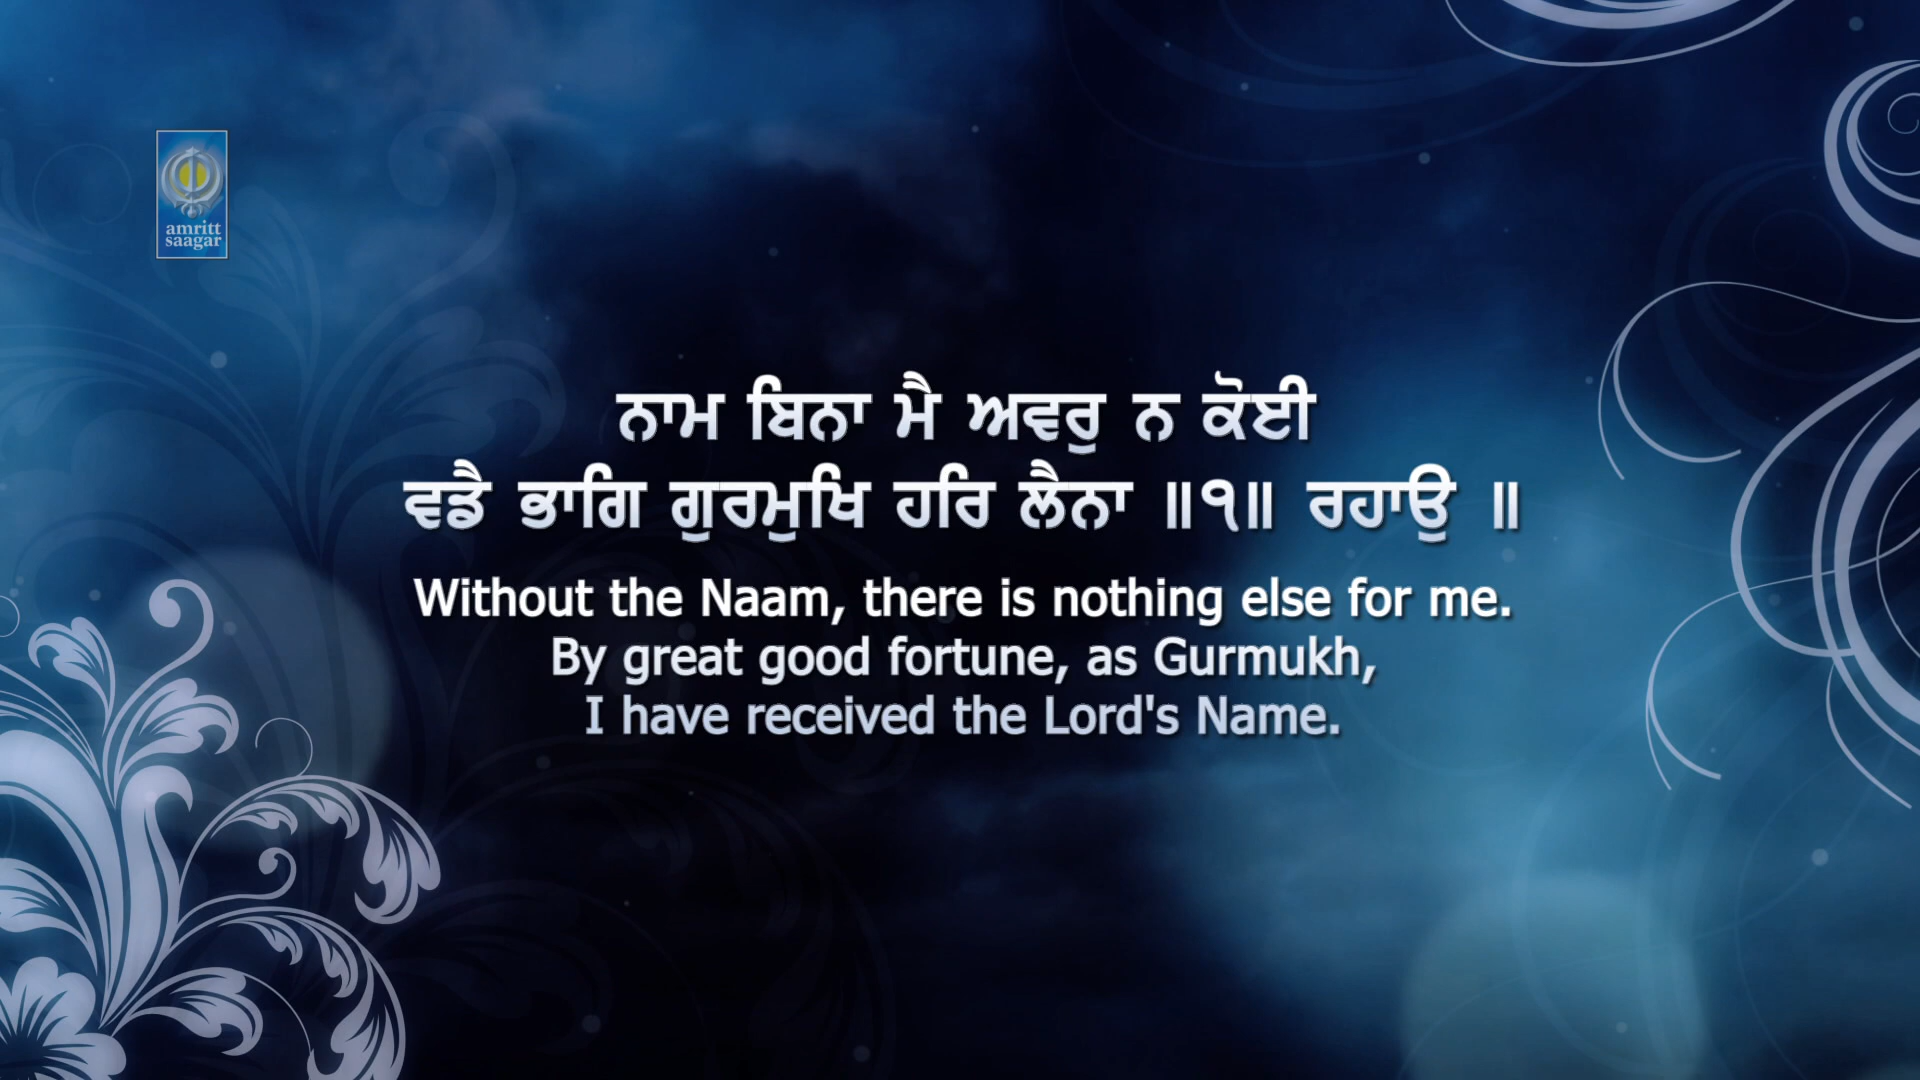 amritt
saagar
ਨਾਮ ਬਿਨਾ ਮੈ ਅਵਰੁ ਨ ਕੋਈ
ਵਡੈ ਭਾਗਿ ਗੁਰਮੁਖਿ ਹਰਿ ਲੈਨਾ ॥੧॥ ਰਹਾਉ ॥
Without the Naam, there is nothing else for me.
By great good fortune, as Gurmukh,
I have received the Lord's Name.